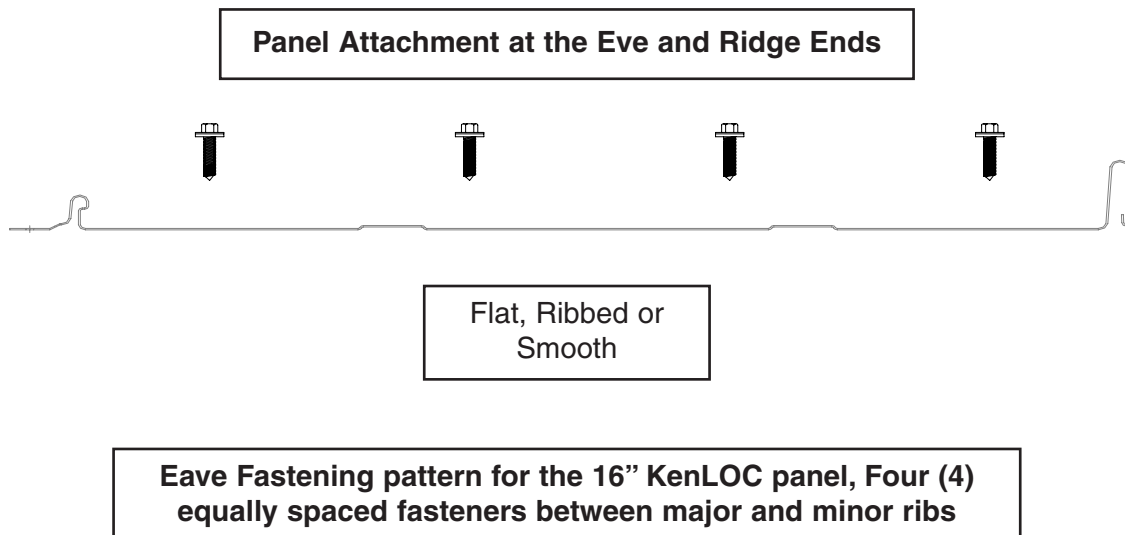 Panel Attachment at the Eve and Ridge Ends
Flat, Ribbed or
Smooth
Eave Fastening pattern for the 16” KenLOC panel, Four (4)
equally spaced fasteners between major and minor ribs